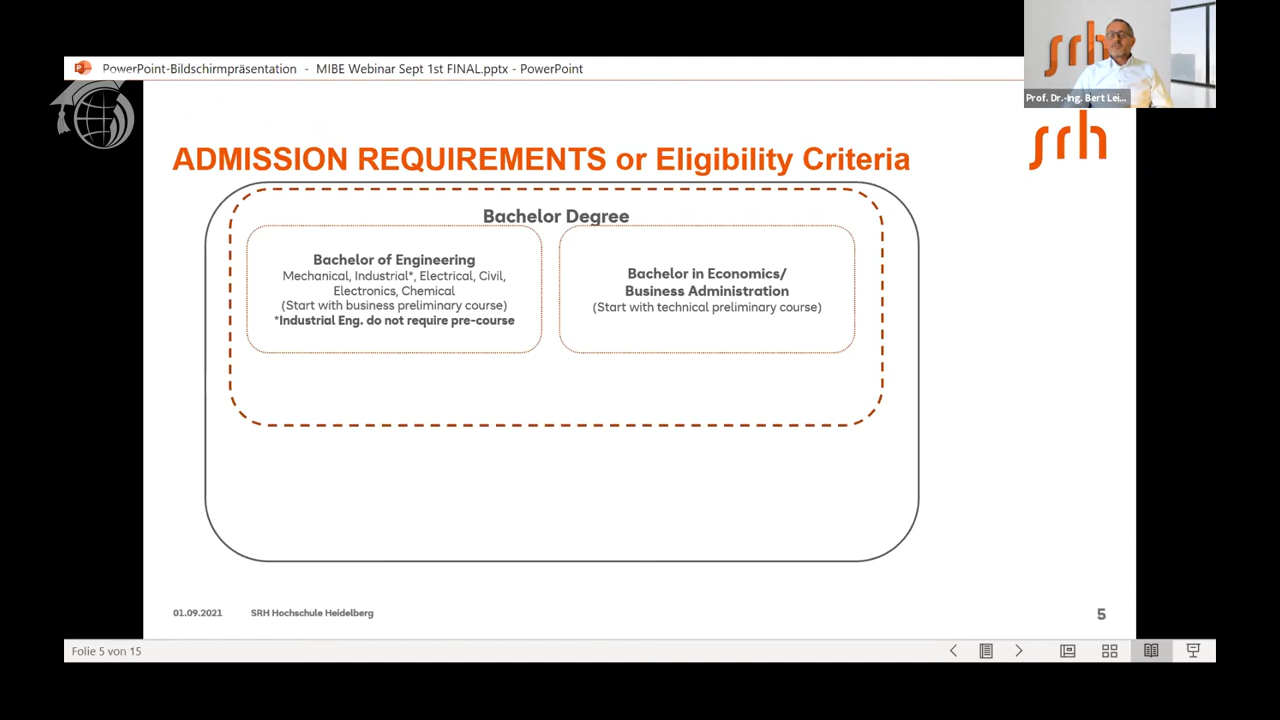 PowerPoint-Bildschirmpräsentation - MIBE Webinar Sept 1st FINAL.pptx - PowerPoint
srh
Prof. Dr.-Ing. Bert Lei...
srh
ADMISSION REQUIREMENTS or Eligibility Criteria
Bachelor Degree
Bachelor of Engineering
Mechanical, Industrial*, Electrical, Civil,
Electronics, Chemical
(Start with business preliminary course)
*Industrial Eng. do not require pre-course
Bachelor in Economics/
Business Administration
(Start with technical preliminary course)
01.09.2021 SRH Hochschule Heidelberg
5
Folie 5 von 15